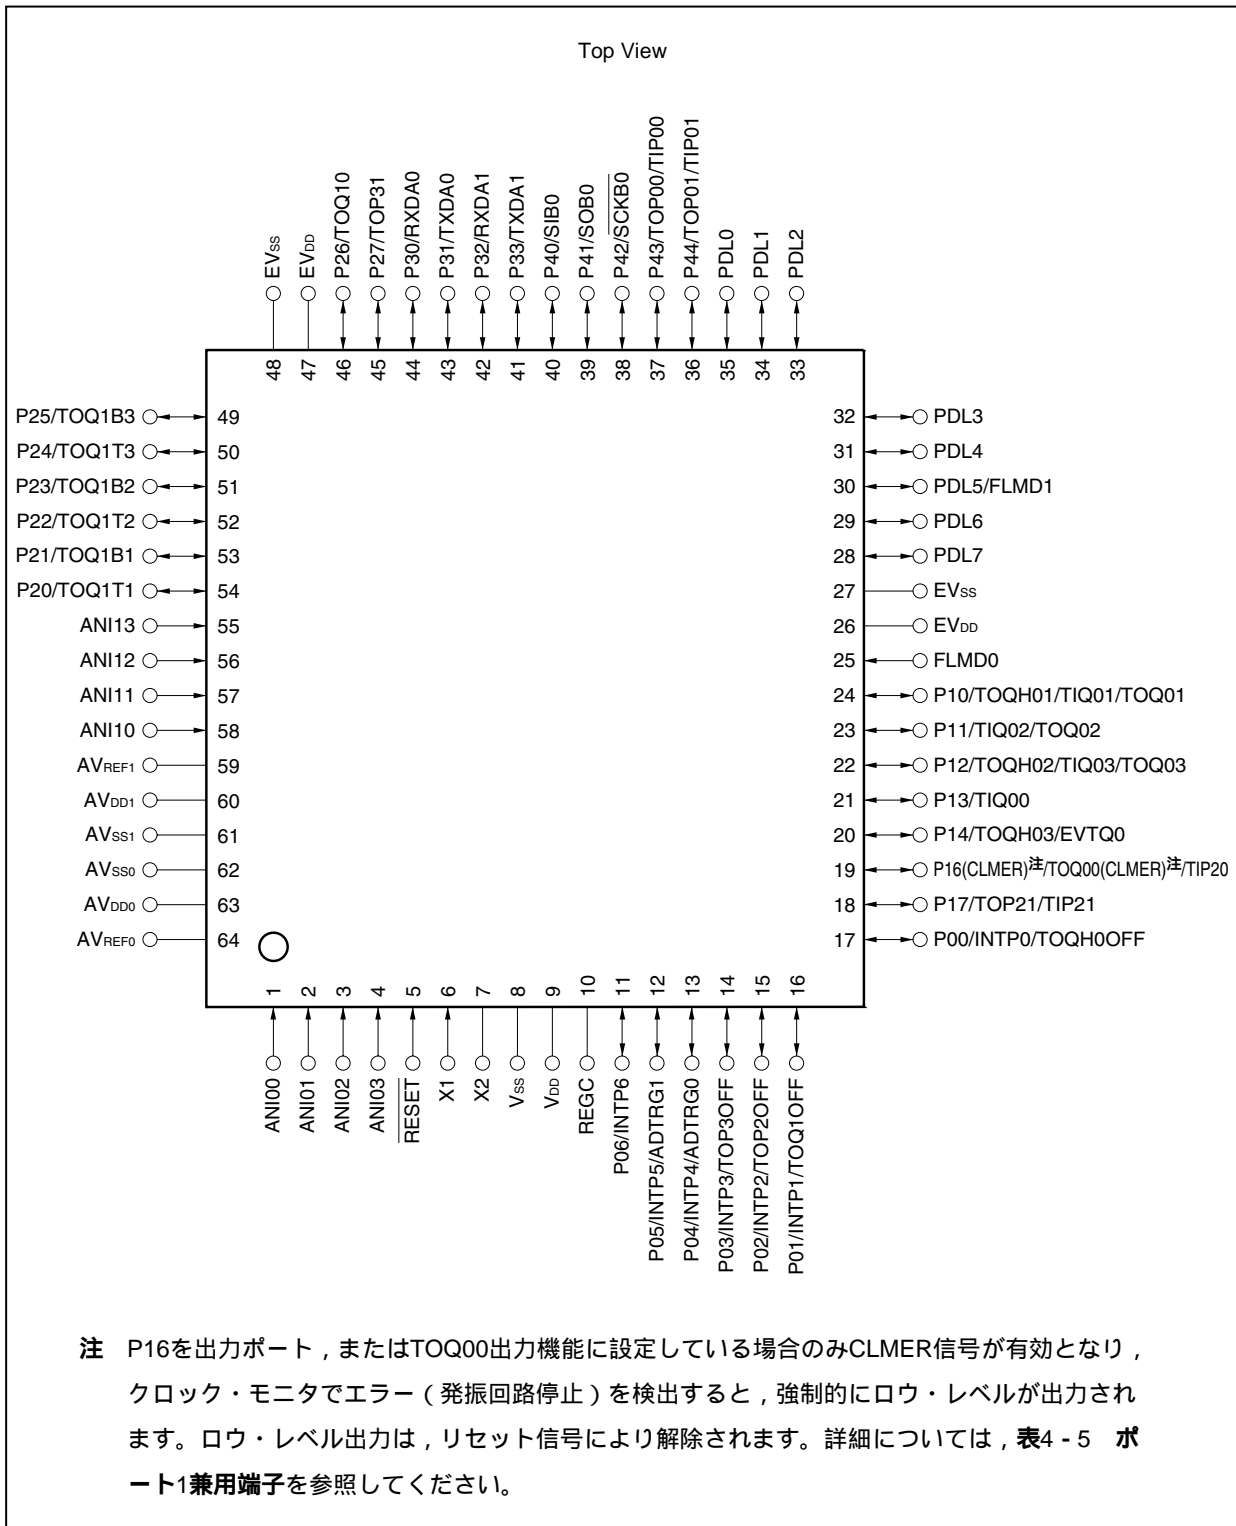 Top View
EVSS
EVDD
P26/TOQ10
P27/TOP31
P30/RXDA0
P31/TXDA0
P32/RXDA1
P33/TXDA1
P40/SIB0
P41/SOB0
P42/SCKB0
P43/TOP00/TIP00
P44/TOP01/TIP01
PDL0
PDL1
PDL2
48
47
46
45
44
43
42
41
40
39
38
37
36
35
34
33
P25/TOQ1B3 49
P24/TOQ1T3 50
P23/TOQ1B2 51
P22/TOQ1T2 52
P21/TOQ1B1 53
P20/TOQ1T1 54
ANI13 55
ANI12 56
ANI11 57
ANI10 58
AVREF1 59
AVDD1 60
AVSS1 61
AVSS0 62
AVDD0 63
AVREF0 64
32 PDL3
31 PDL4
30 PDL5/FLMD1
29 PDL6
28 PDL7
27 EVSS
26 EVDD
25 FLMD0
24 P10/TOQH01/TIQ01/TOQ01
23 P11/TIQ02/TOQ02
22 P12/TOQH02/TIQ03/TOQ03
21 P13/TIQ00
20 P14/TOQH03/EVTQ0
19 P16(CLMER)注/TOQ00(CLMER)注/TIP20
18 P17/TOP21/TIP21
17 P00/INTP0/TOQH0OFF
1
2
3
4
5
6
7
8
9
10
11
12
13
14
15
16
ANI00
ANI01
ANI02
ANI03
RESET
X1
X2
VSS
VDD
REGC
P06/INTP6
P05/INTP5/ADTRG1
P04/INTP4/ADTRG0
P03/INTP3/TOP3OFF
P02/INTP2/TOP2OFF
P01/INTP1/TOQ1OFF
注 P16を出力ポート，またはTOQ00出力機能に設定している場合のみCLMER信号が有効となり，
クロック・モニタでエラー（発振回路停止）を検出すると，強制的にロウ・レベルが出力され
ます。ロウ・レベル出力は，リセット信号により解除されます。詳細については，表4 - 5 ポ
ート1兼用端子を参照してください。